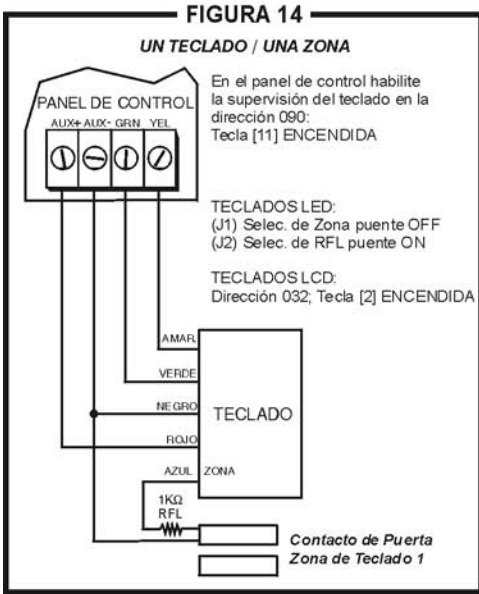 FIGURA 14
UN TECLADO / UNA ZONA
En el panel de control habilite
la supervisión del teclado en la
dirección 090:
Tecla [11] ENCENDIDA
PANEL DE CONTROL
AUX+ AUX- GRN YEL
TECLADOS LED:
(J1) Selec. de Zona puente OFF
(J2) Selec. de RFL puente ON
TECLADOS LCD:
Dirección 032; Tecla [2] ENCENDIDA
AMAR.
VERDE
NEGRO
TECLADO
ROJO
AZUL ZONA
1KΩ
RFL
Contacto de Puerta
Zona de Teclado 1